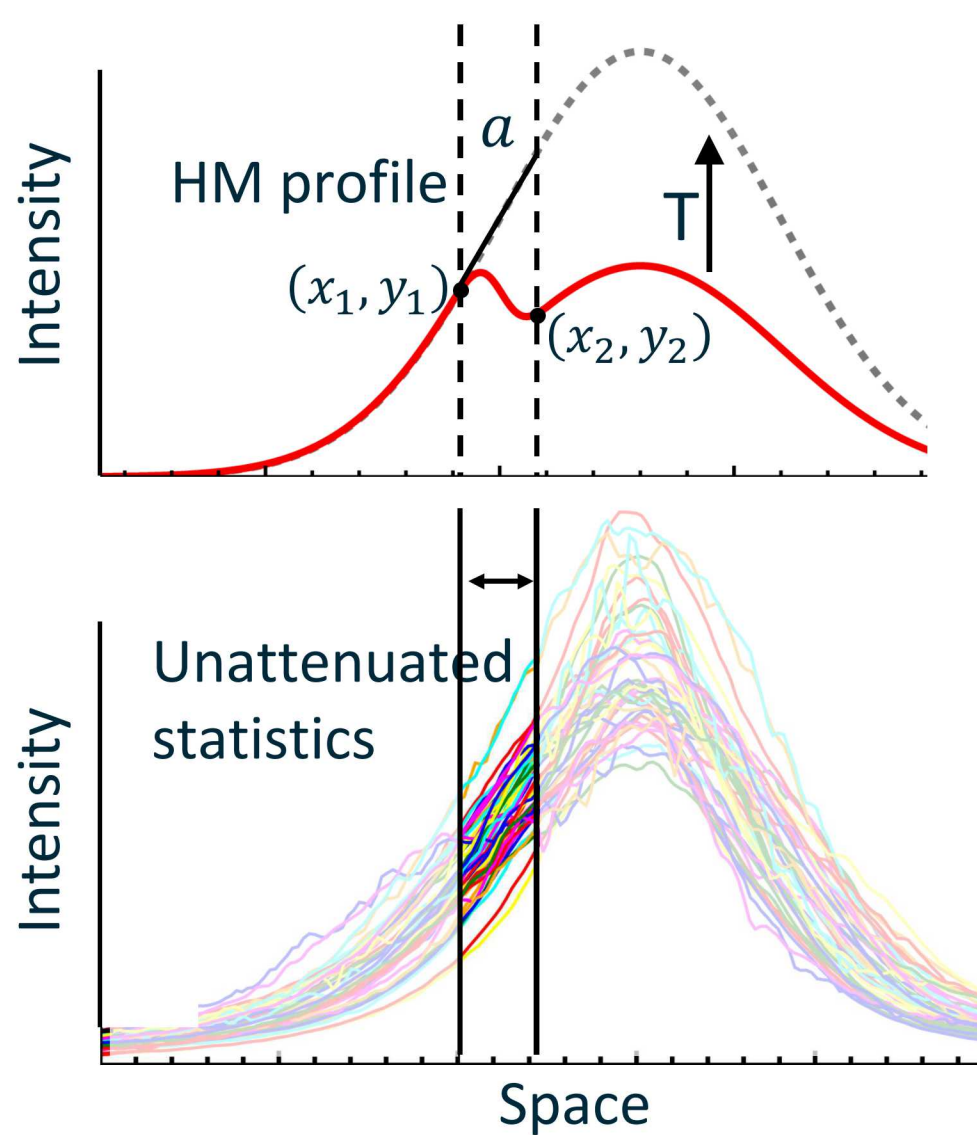 Intensity
HM profile
a
T
(x₁, y₁)
(x₂, y₂)
Intensity
Unattenuated
statistics
Space